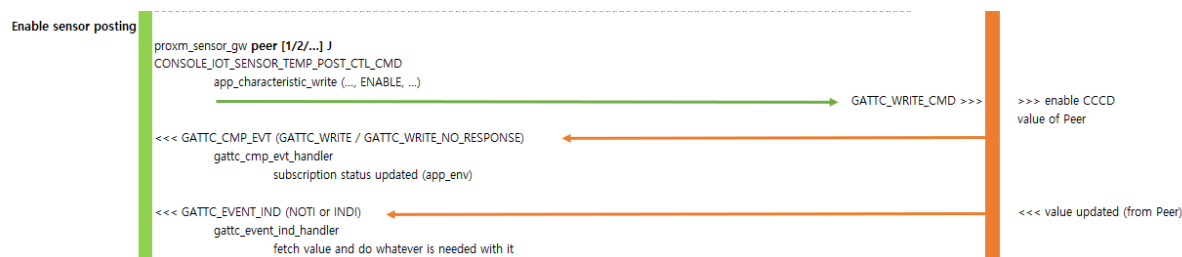 Enable sensor posting
proxm_sensor_gw peer [1/2/...] J
CONSOLE_IOT_SENSOR_TEMP_POST_CTL_CMD
app_characteristic_write (..., ENABLE, ...)
GATTC_WRITE_CMD >>>
>>> enable CCCD
value of Peer
<<< GATTC_CMP_EVT (GATTC_WRITE / GATTC_WRITE_NO_RESPONSE)
gattc_cmp_evt_handler
subscription status updated (app_env)
<<< GATTC_EVENT_IND (NOTI or INDI)
<<< value updated (from Peer)
gattc_event_ind_handler
fetch value and do whatever is needed with it